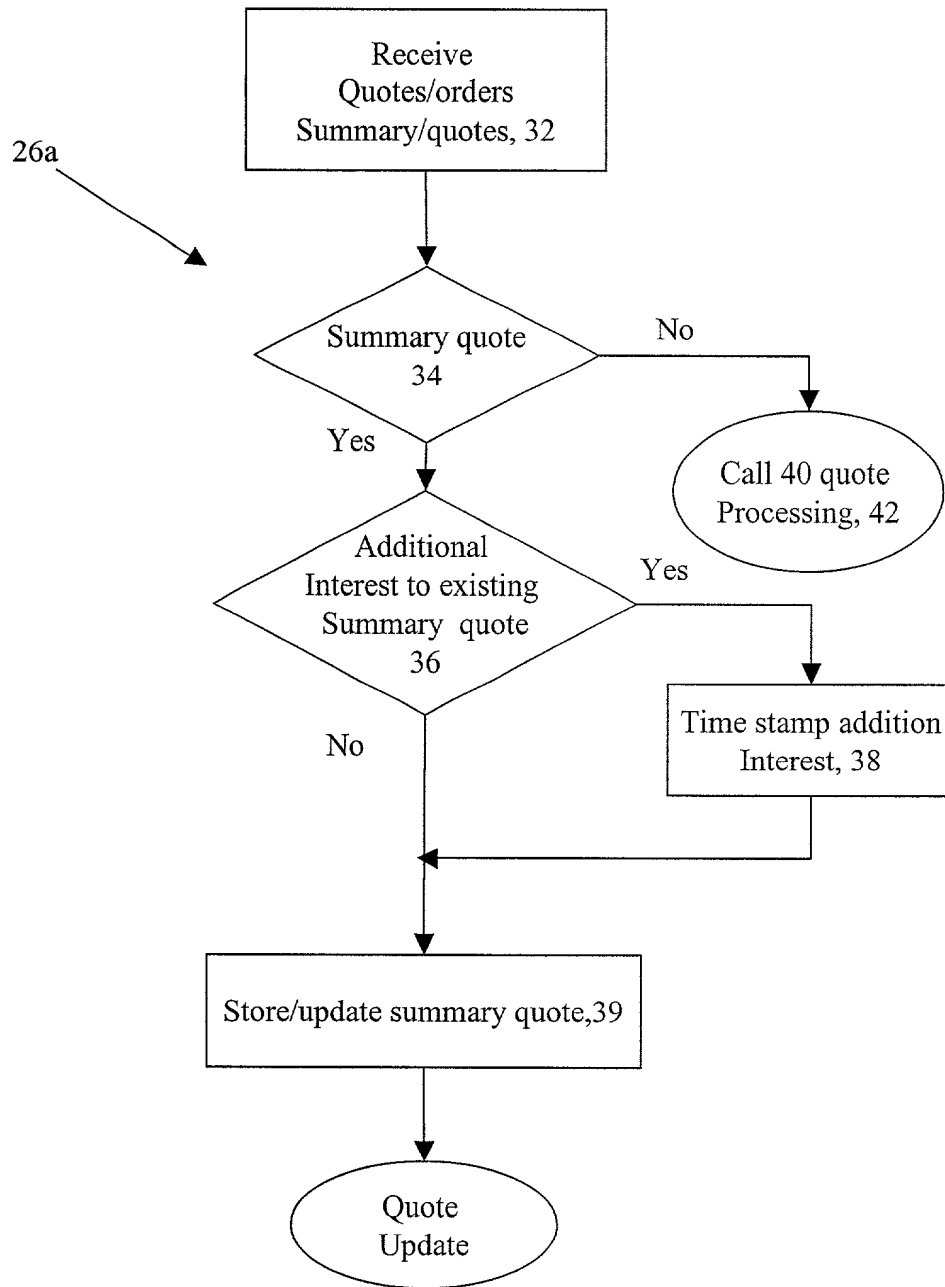 Receive
Quotes/orders
Summary/quotes, 32
26a
Summary quote
34
No
Yes
Call 40 quote
Processing, 42
Additional
Interest to existing
Summary quote
36
Yes
No
Time stamp addition
Interest, 38
Store/update summary quote,39
Quote
Update